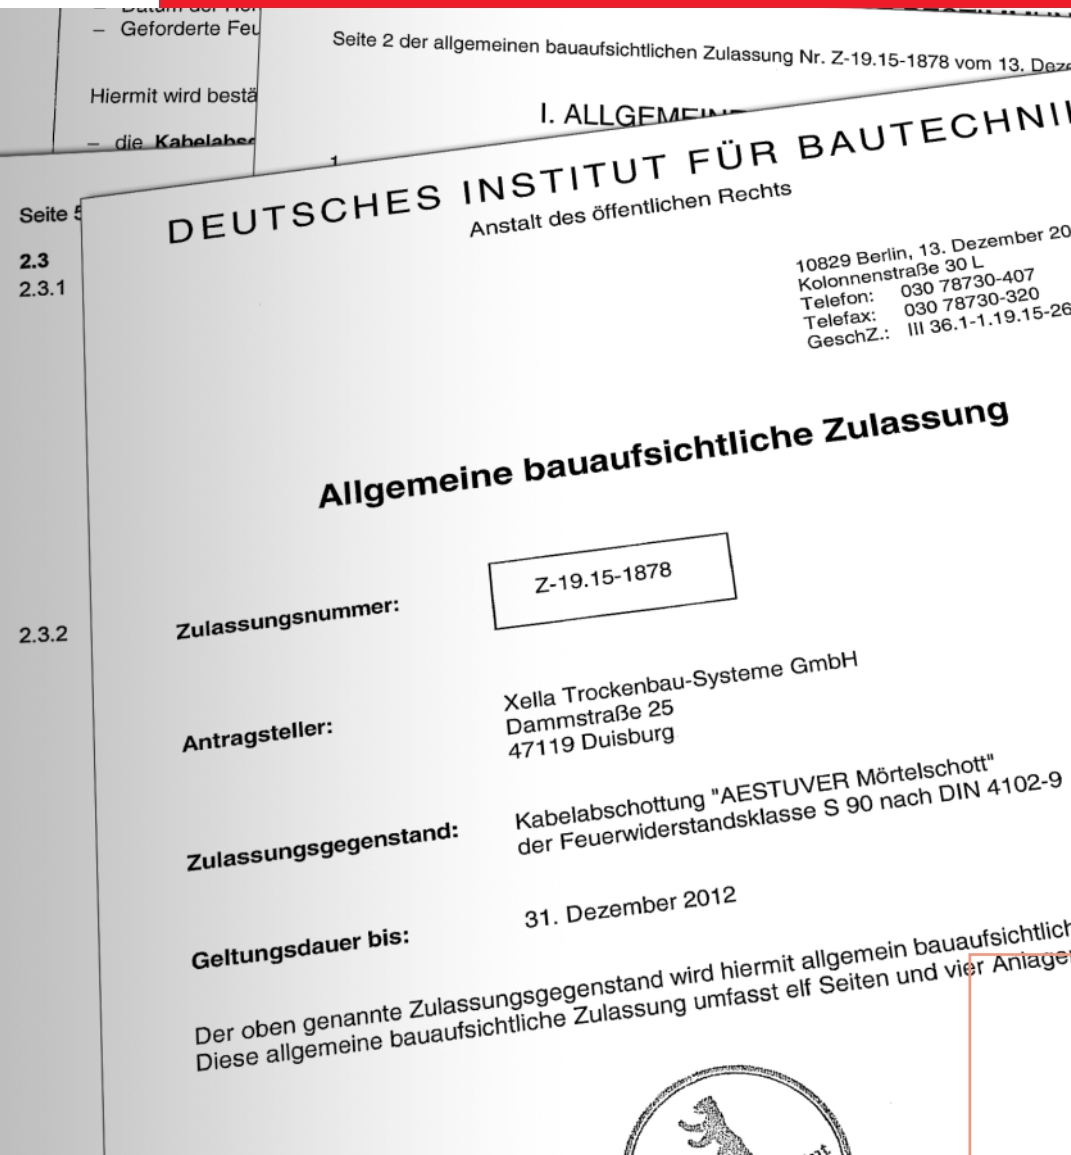 – Geforderte Feu
Hiermit wird bestä
– die Kabelabsc
Seite 2 der allgemeinen bauaufsichtlichen Zulassung Nr. Z-19.15-1878 vom 13. Deze
I. ALLGEMEINE
1
Seite 5
2.3
2.3.1
2.3.2
DEUTSCHES INSTITUT FÜR BAUTECHNIK
Anstalt des öffentlichen Rechts
10829 Berlin, 13. Dezember 20
Kolonnenstraße 30 L
Telefon: 030 78730-407
Telefax: 030 78730-320
GeschZ.: III 36.1-1.19.15-26
Allgemeine bauaufsichtliche Zulassung
Zulassungsnummer:
Z-19.15-1878
Antragsteller:
Xella Trockenbau-Systeme GmbH
Dammstraße 25
47119 Duisburg
Zulassungsgegenstand:
Kabelabschottung "AESTUVER Mörtelschott"
der Feuerwiderstandsklasse S 90 nach DIN 4102-9
Geltungsdauer bis:
31. Dezember 2012
Der oben genannte Zulassungsgegenstand wird hiermit allgemein bauaufsichtlich
Diese allgemeine bauaufsichtliche Zulassung umfasst elf Seiten und vier Anlagen